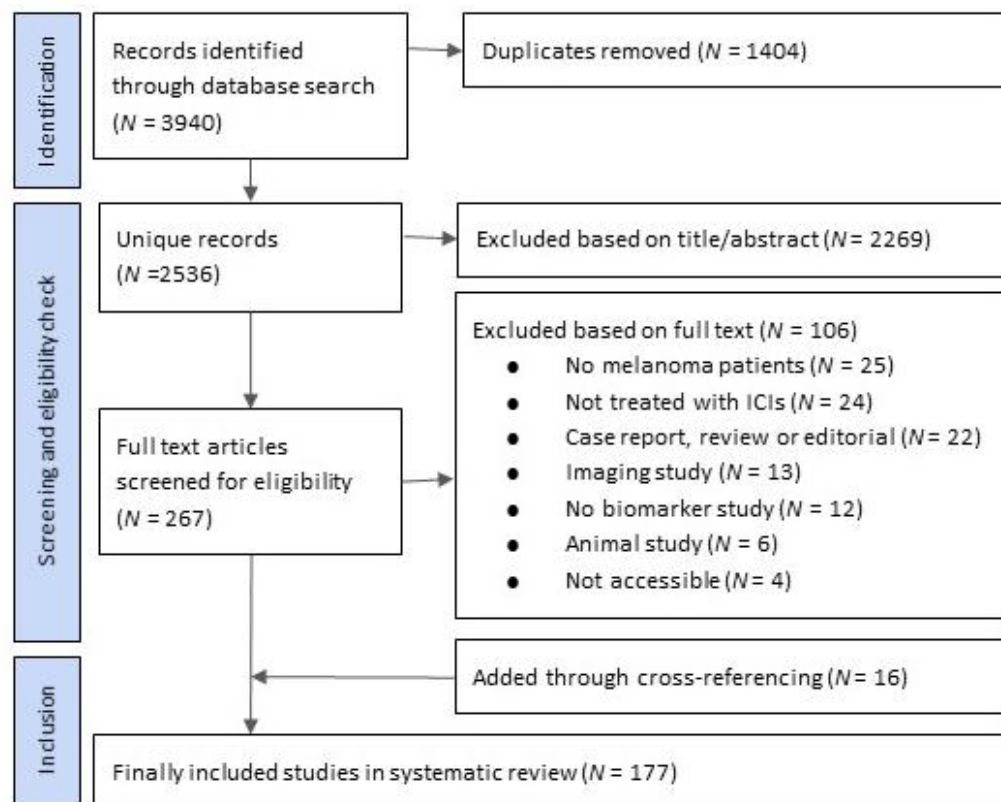 Identification
Records identified
through database search
(N = 3940)
Duplicates removed (N = 1404)
Screening and eligibility check
Unique records
(N =2536)
Excluded based on title/abstract (N = 2269)
Excluded based on full text (N = 106)
● No melanoma patients (N = 25)
● Not treated with ICIs (N = 24)
● Case report, review or editorial (N = 22)
● Imaging study (N = 13)
● No biomarker study (N = 12)
● Animal study (N = 6)
● Not accessible (N = 4)
Full text articles
screened for eligibility
(N = 267)
Inclusion
Added through cross-referencing (N = 16)
Finally included studies in systematic review (N = 177)